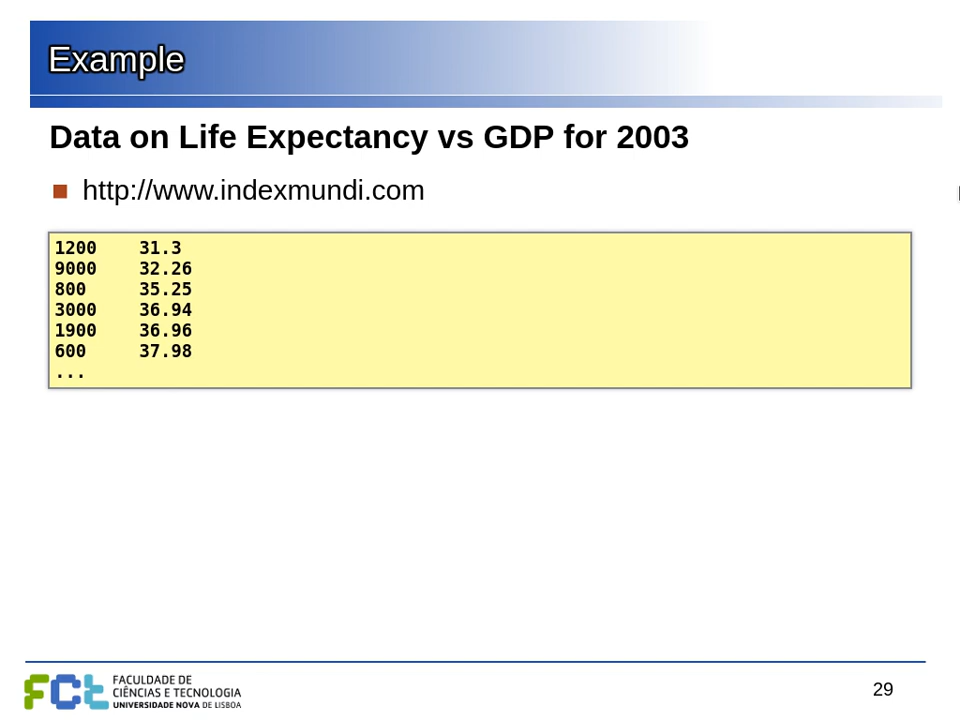 Example
Data on Life Expectancy vs GDP for 2003
http://www.indexmundi.com
1200 31.3
9000 32.26
800 35.25
3000 36.94
1900 36.96
600 37.98
...
FCT
FACULDADE DE
CIÊNCIAS E TECNOLOGIA
UNIVERSIDADE NOVA DE LISBOA
29